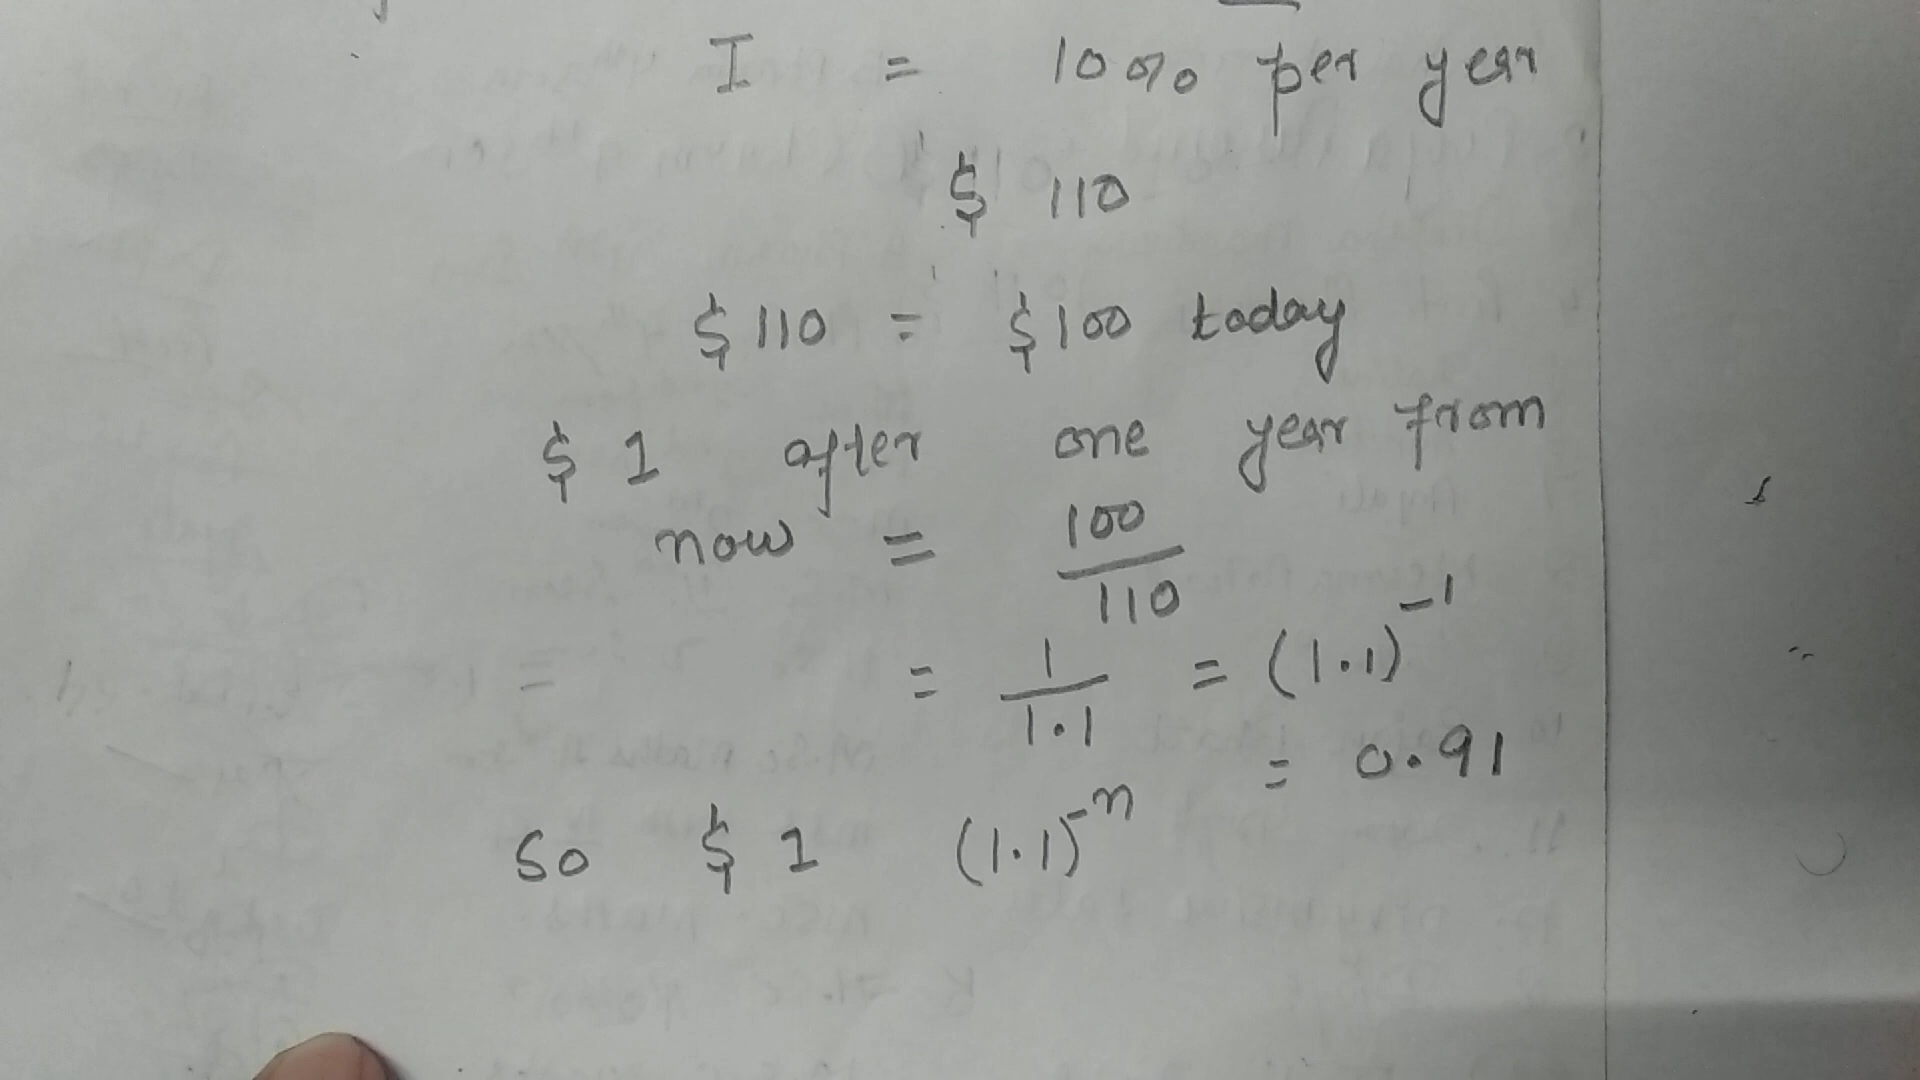 I = 10% per year
$ 110
$110 = $100 today
$ 1 after one year from
now = 100/110
= 1/1.1 = (1.1)^-1
= 0.91
So $ 1 (1.1)^-n